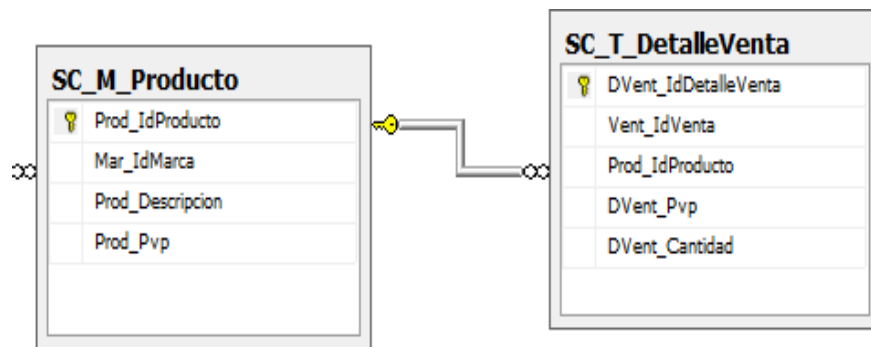 SC_M_Producto
Prod_IdProducto
Mar_IdMarca
Prod_Descripcion
Prod_Pvp
SC_T_DetalleVenta
DVent_IdDetalleVenta
Vent_IdVenta
Prod_IdProducto
DVent_Pvp
DVent_Cantidad